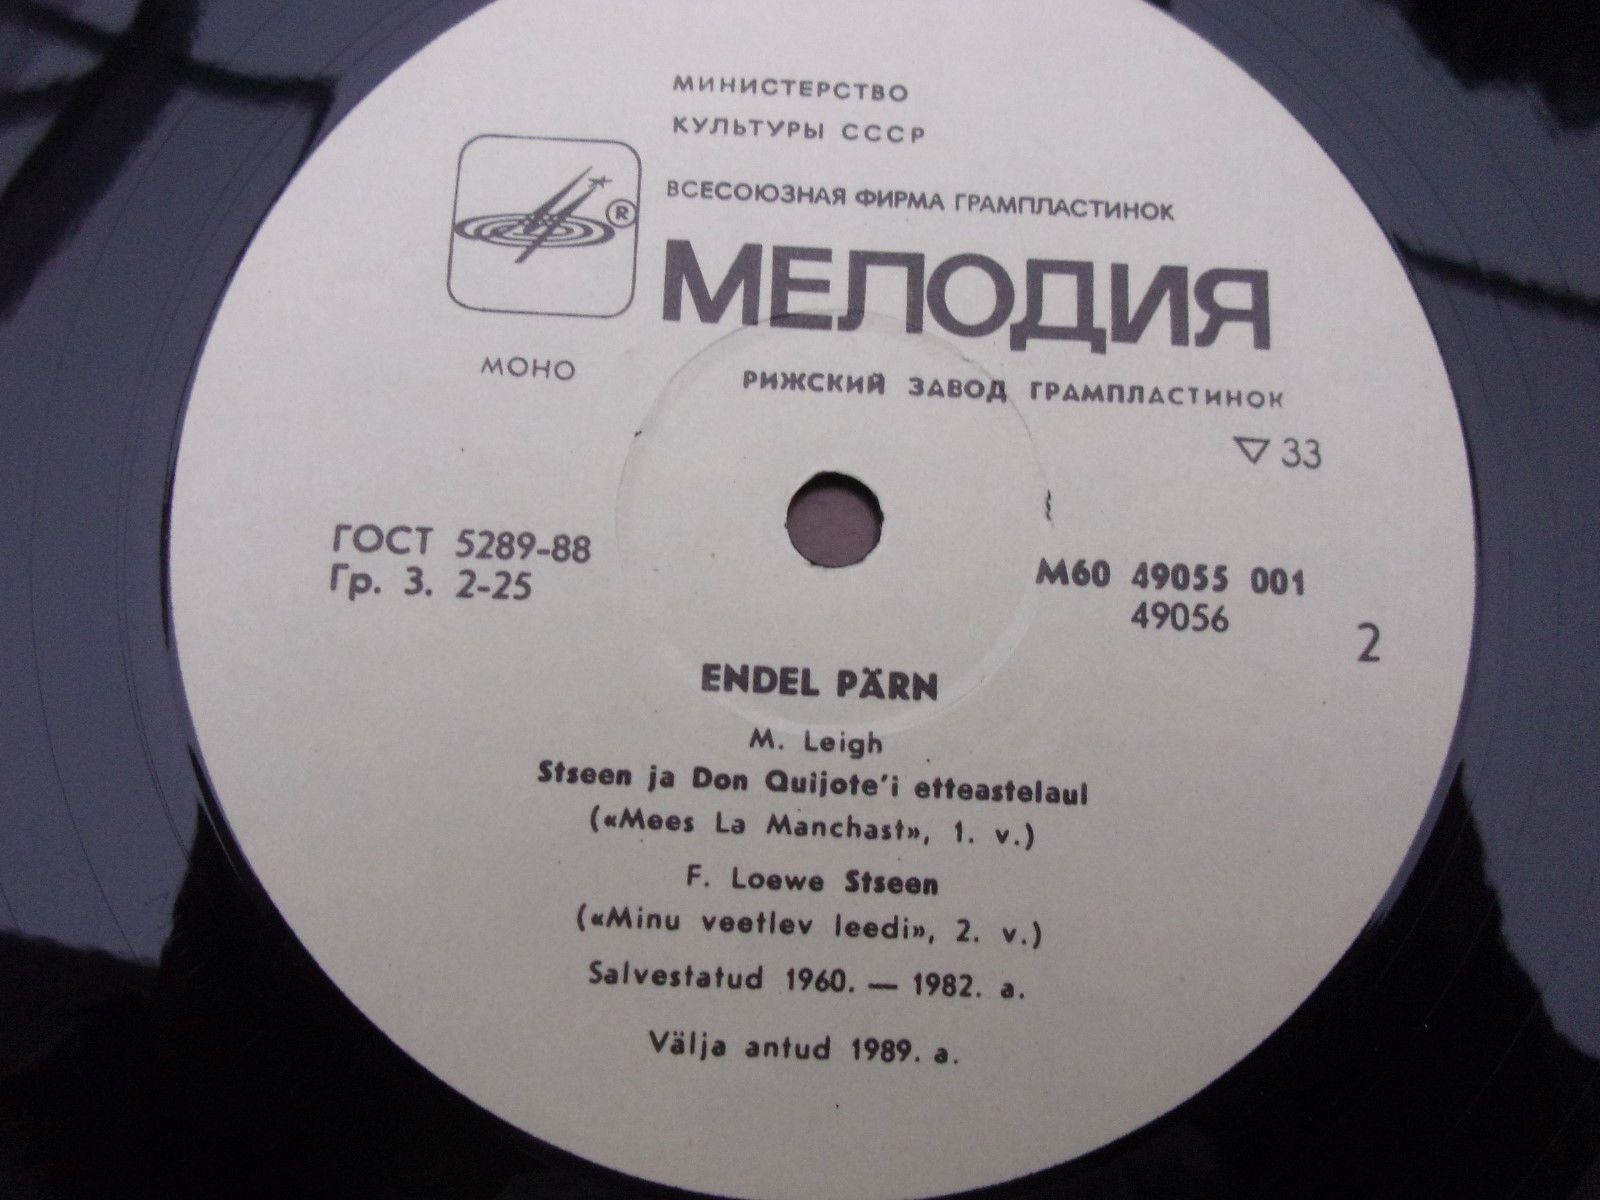 МИНИСТЕРСТВО
КУЛЬТУРЫ СССР
ВСЕСОЮЗНАЯ ФИРМА ГРАМПЛАСТИНОК
®
МЕЛОДИЯ
МОНО
РИЖСКИЙ ЗАВОД ГРАМПЛАСТИНОК
▽ 33
ГОСТ 5289-88
Гр. 3. 2-25
М60 49055 001
49056
2
ENDEL PÄRN
M. Leigh
Stseen ja Don Quijote'i etteastelaul
(«Mees La Manchast», 1. v.)
F. Loewe Stseen
(«Minu veetlev leedi», 2. v.)
Salvestatud 1960. — 1982. a.
Välja antud 1989. a.